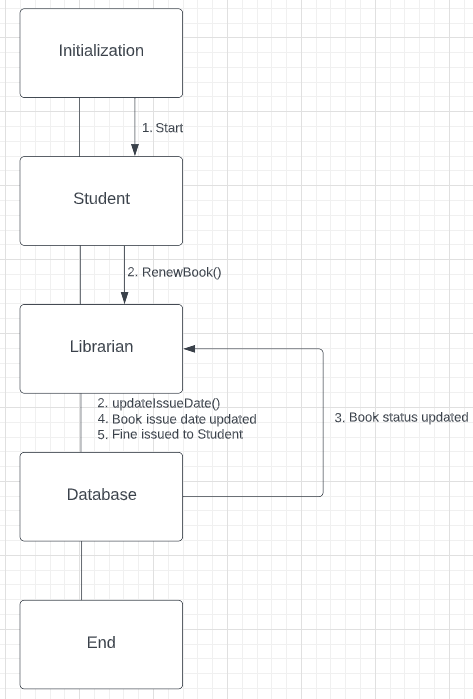 Initialization
1. Start
Student
2. RenewBook()
Librarian
2. updateIssueDate()
4. Book issue date updated
5. Fine issued to Student
3. Book status updated
Database
End